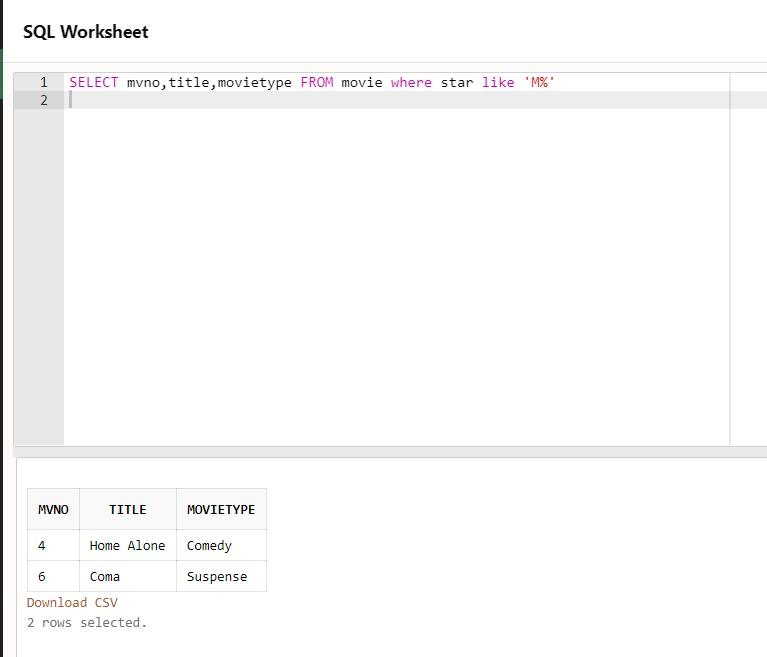 SQL Worksheet
1 SELECT mvno,title,movietype FROM movie where star like 'M%'
2
MVNO TITLE MOVIETYPE
4 Home Alone Comedy
6 Coma Suspense
Download CSV
2 rows selected.